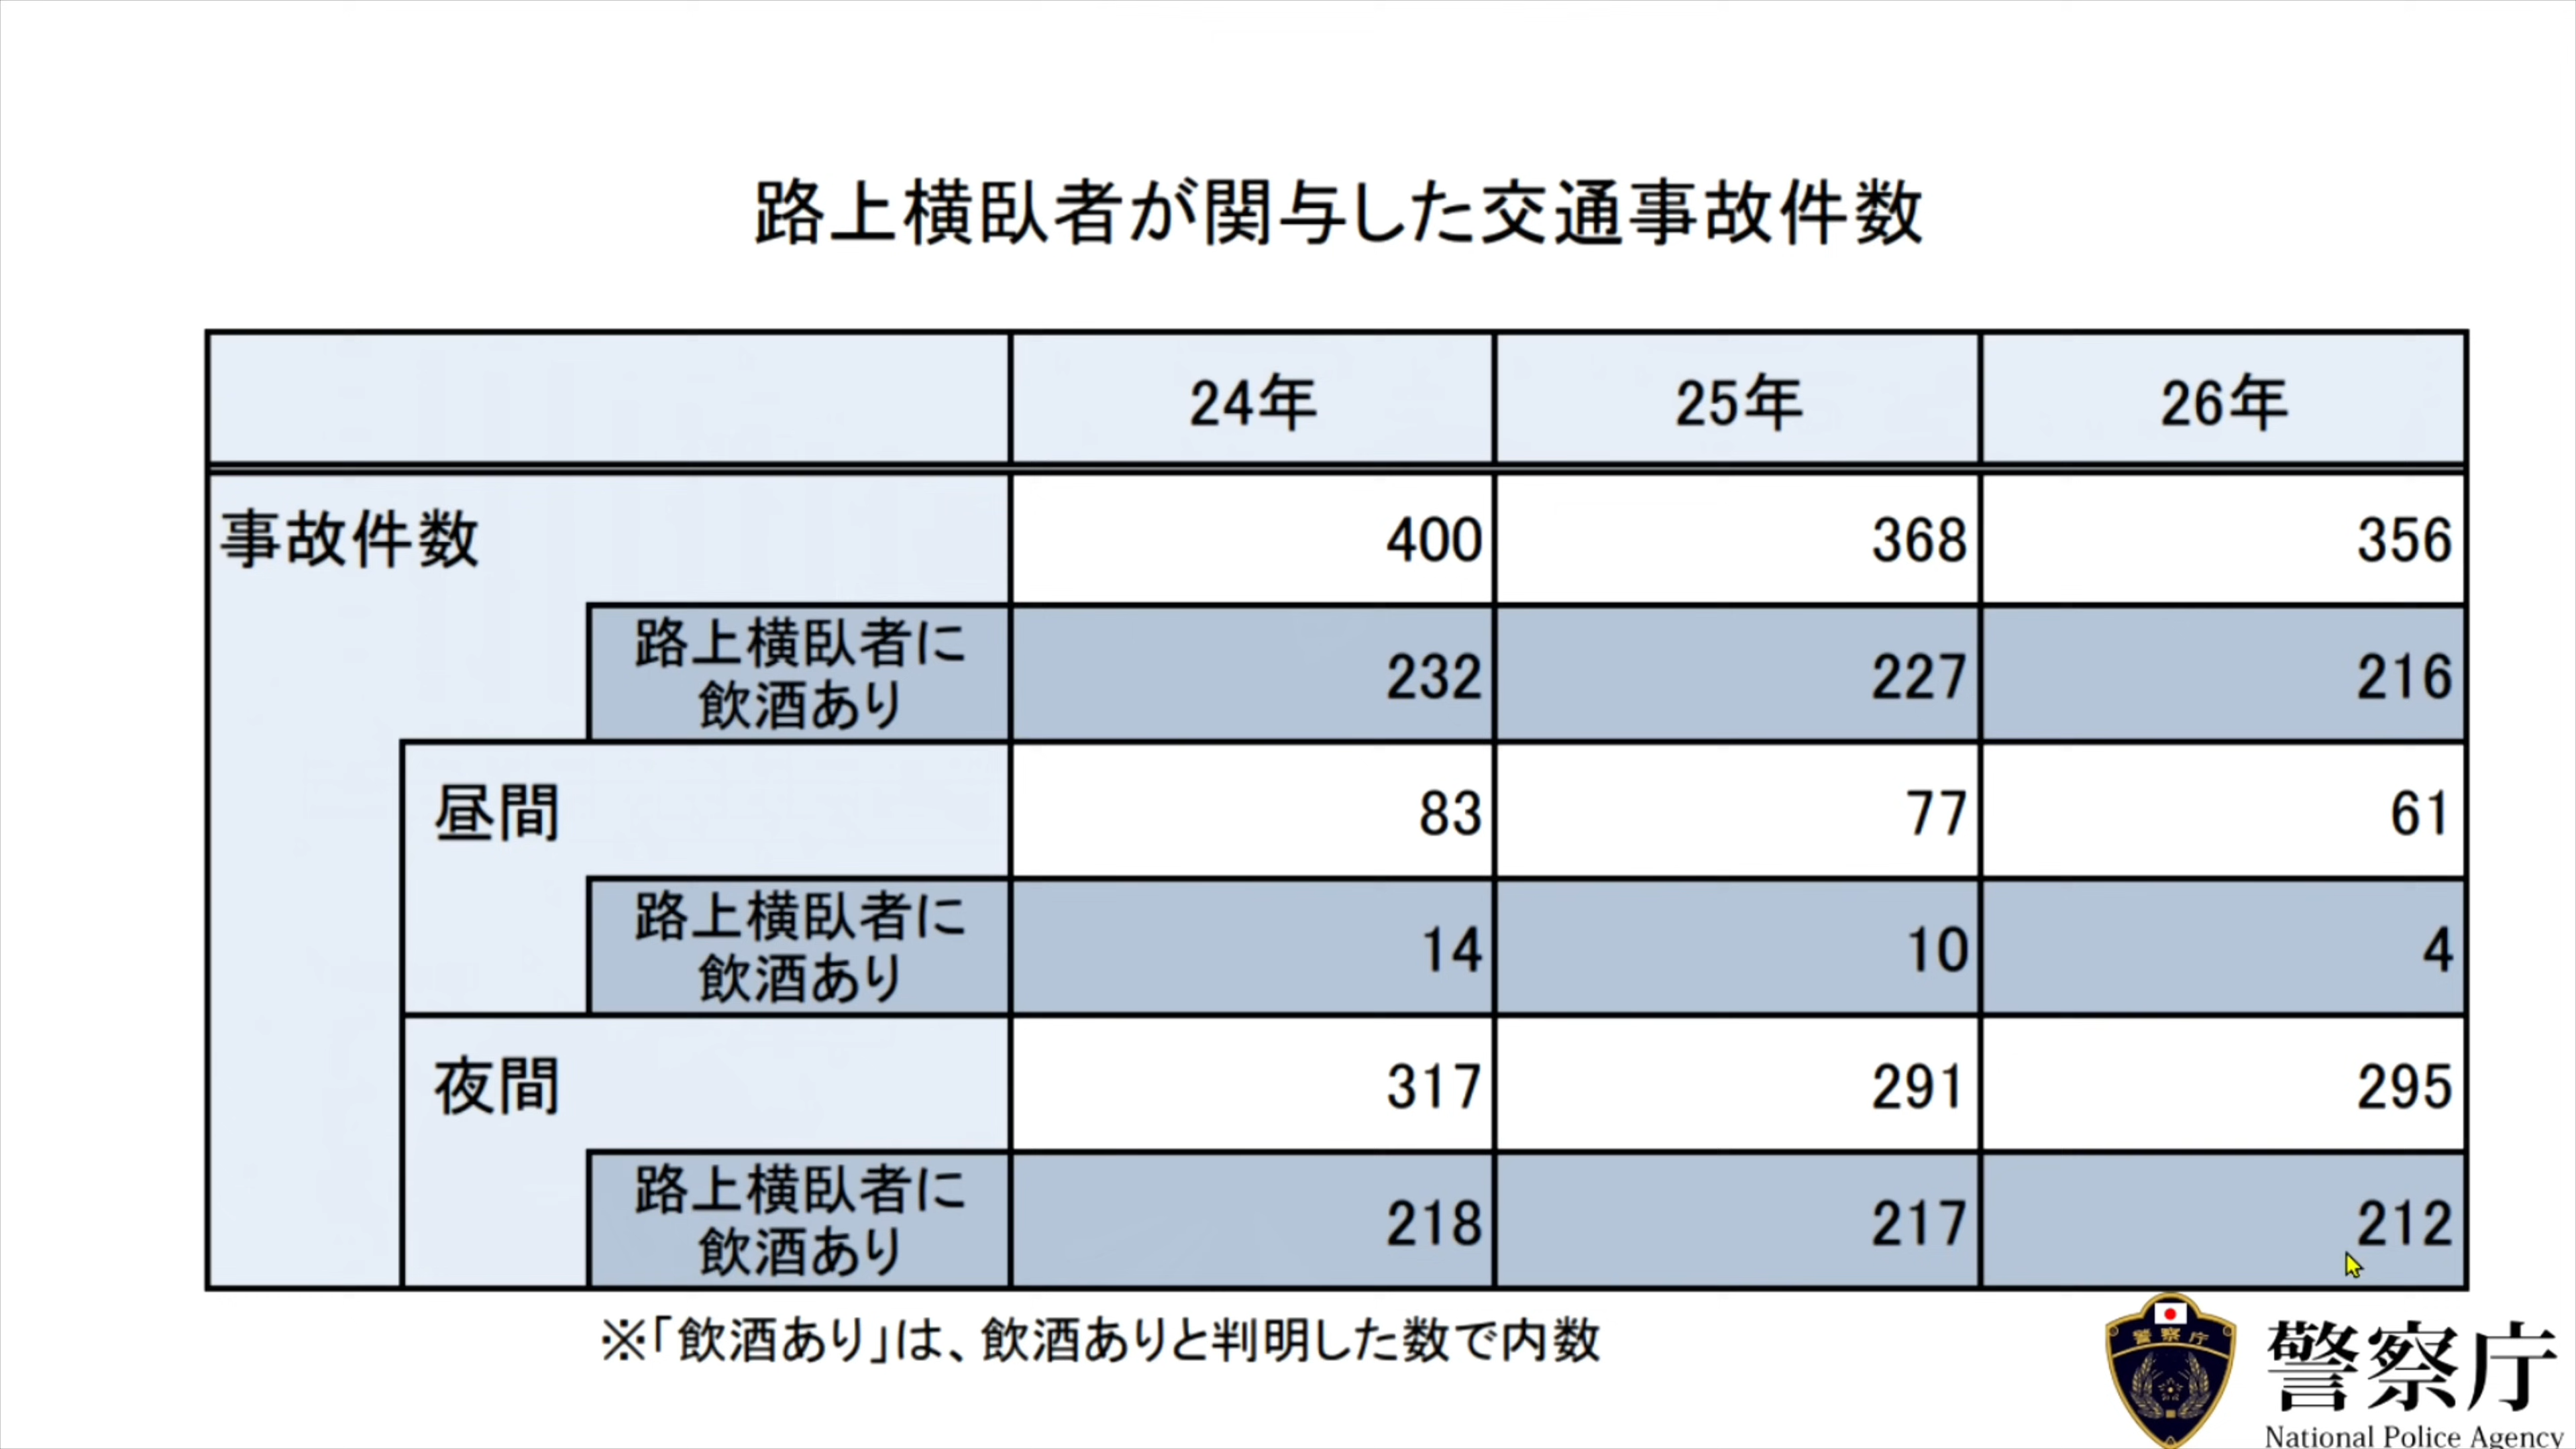 路上横臥者が関与した交通事故件数
24年 25年 26年
事故件数 400 368 356
路上横臥者に
飲酒あり 232 227 216
昼間 83 77 61
路上横臥者に
飲酒あり 14 10 4
夜間 317 291 295
路上横臥者に
飲酒あり 218 217 212
※「飲酒あり」は、飲酒ありと判明した数で内数
警察庁
警察庁
National Police Agency